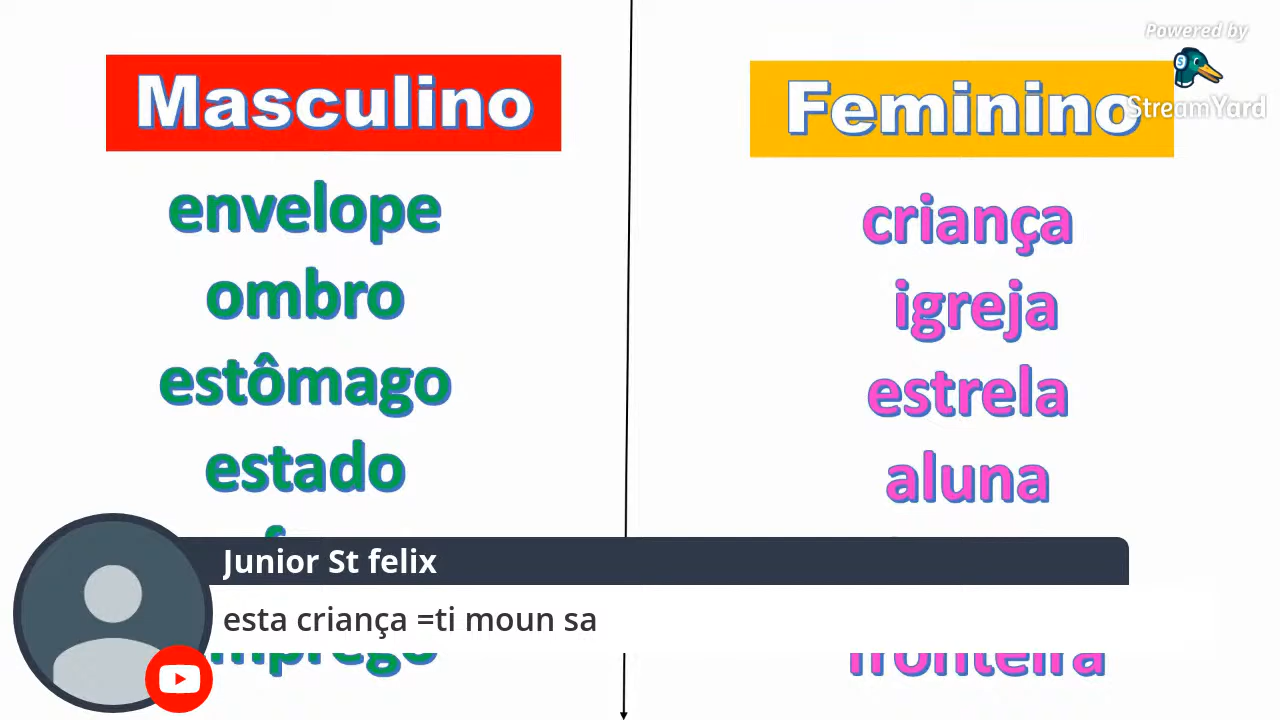 Powered by
StreamYard
Masculino
Feminino
envelope
ombro
estômago
estado
criança
igreja
estrela
aluna
Junior St felix
esta criança =ti moun sa
fronteira